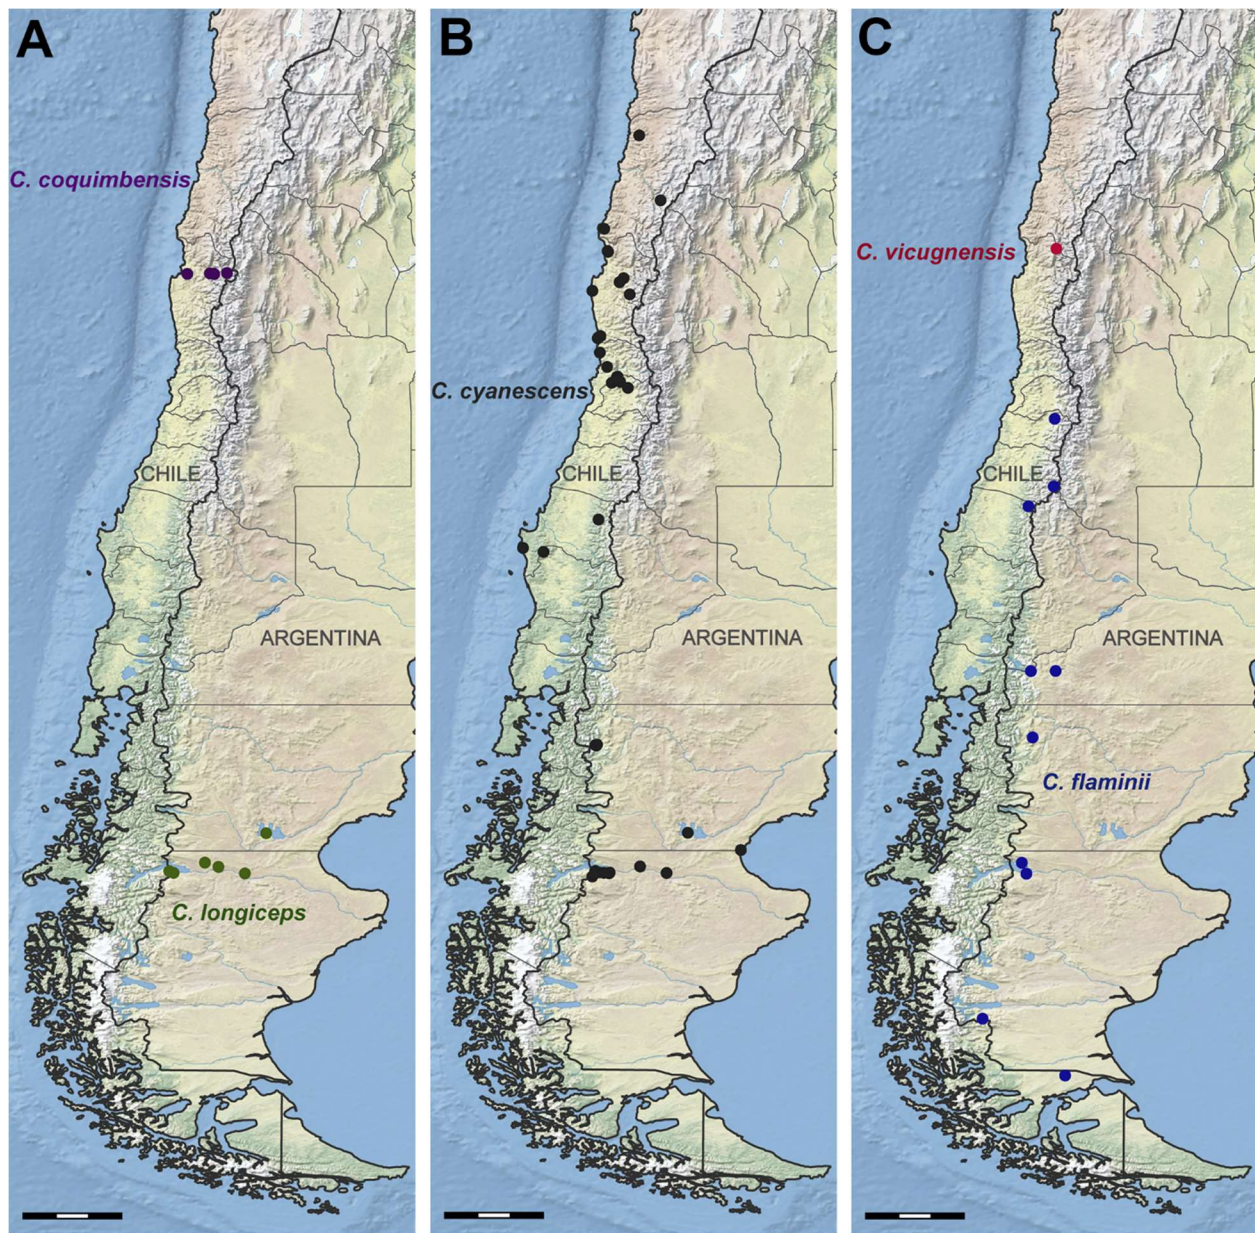 A
C. coquimbensis
CHILE
ARGENTINA
C. longiceps
B
C. cyanescens
CHILE
ARGENTINA
C
C. vicugnensis
CHILE
ARGENTINA
C. flaminii